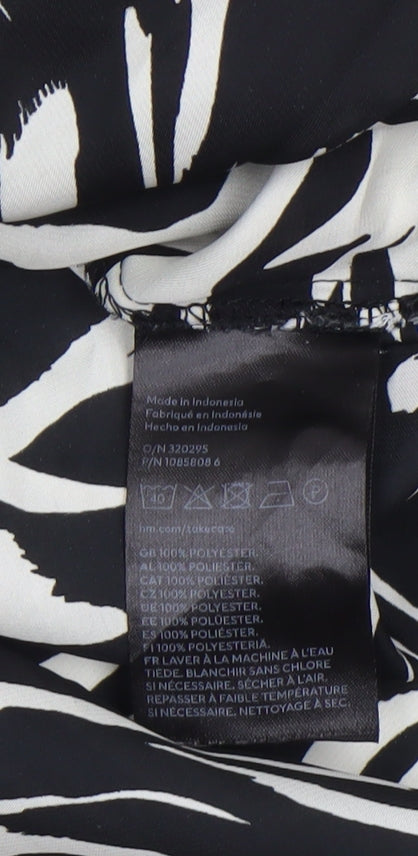 Made in Indonesia
Fabriqué en Indonésie
Hecho en Indonesia
O/N 320295
P/N 1085808 6
40 P
hm.com/takecare
GB 100% POLYESTER.
AL 100% POLIESTER.
CAT 100% POLIÈSTER.
CZ 100% POLYESTER.
DE 100% POLYESTER.
EE 100% POLÜESTER.
ES 100% POLIÉSTER.
FI 100% POLYESTERIÄ.
FR LAVER À LA MACHINE À L'EAU
TIÈDE. BLANCHIR SANS CHLORE
SI NÉCESSAIRE. SÉCHER À L'AIR.
REPASSER À FAIBLE TEMPÉRATURE
SI NÉCESSAIRE. NETTOYAGE À SEC.